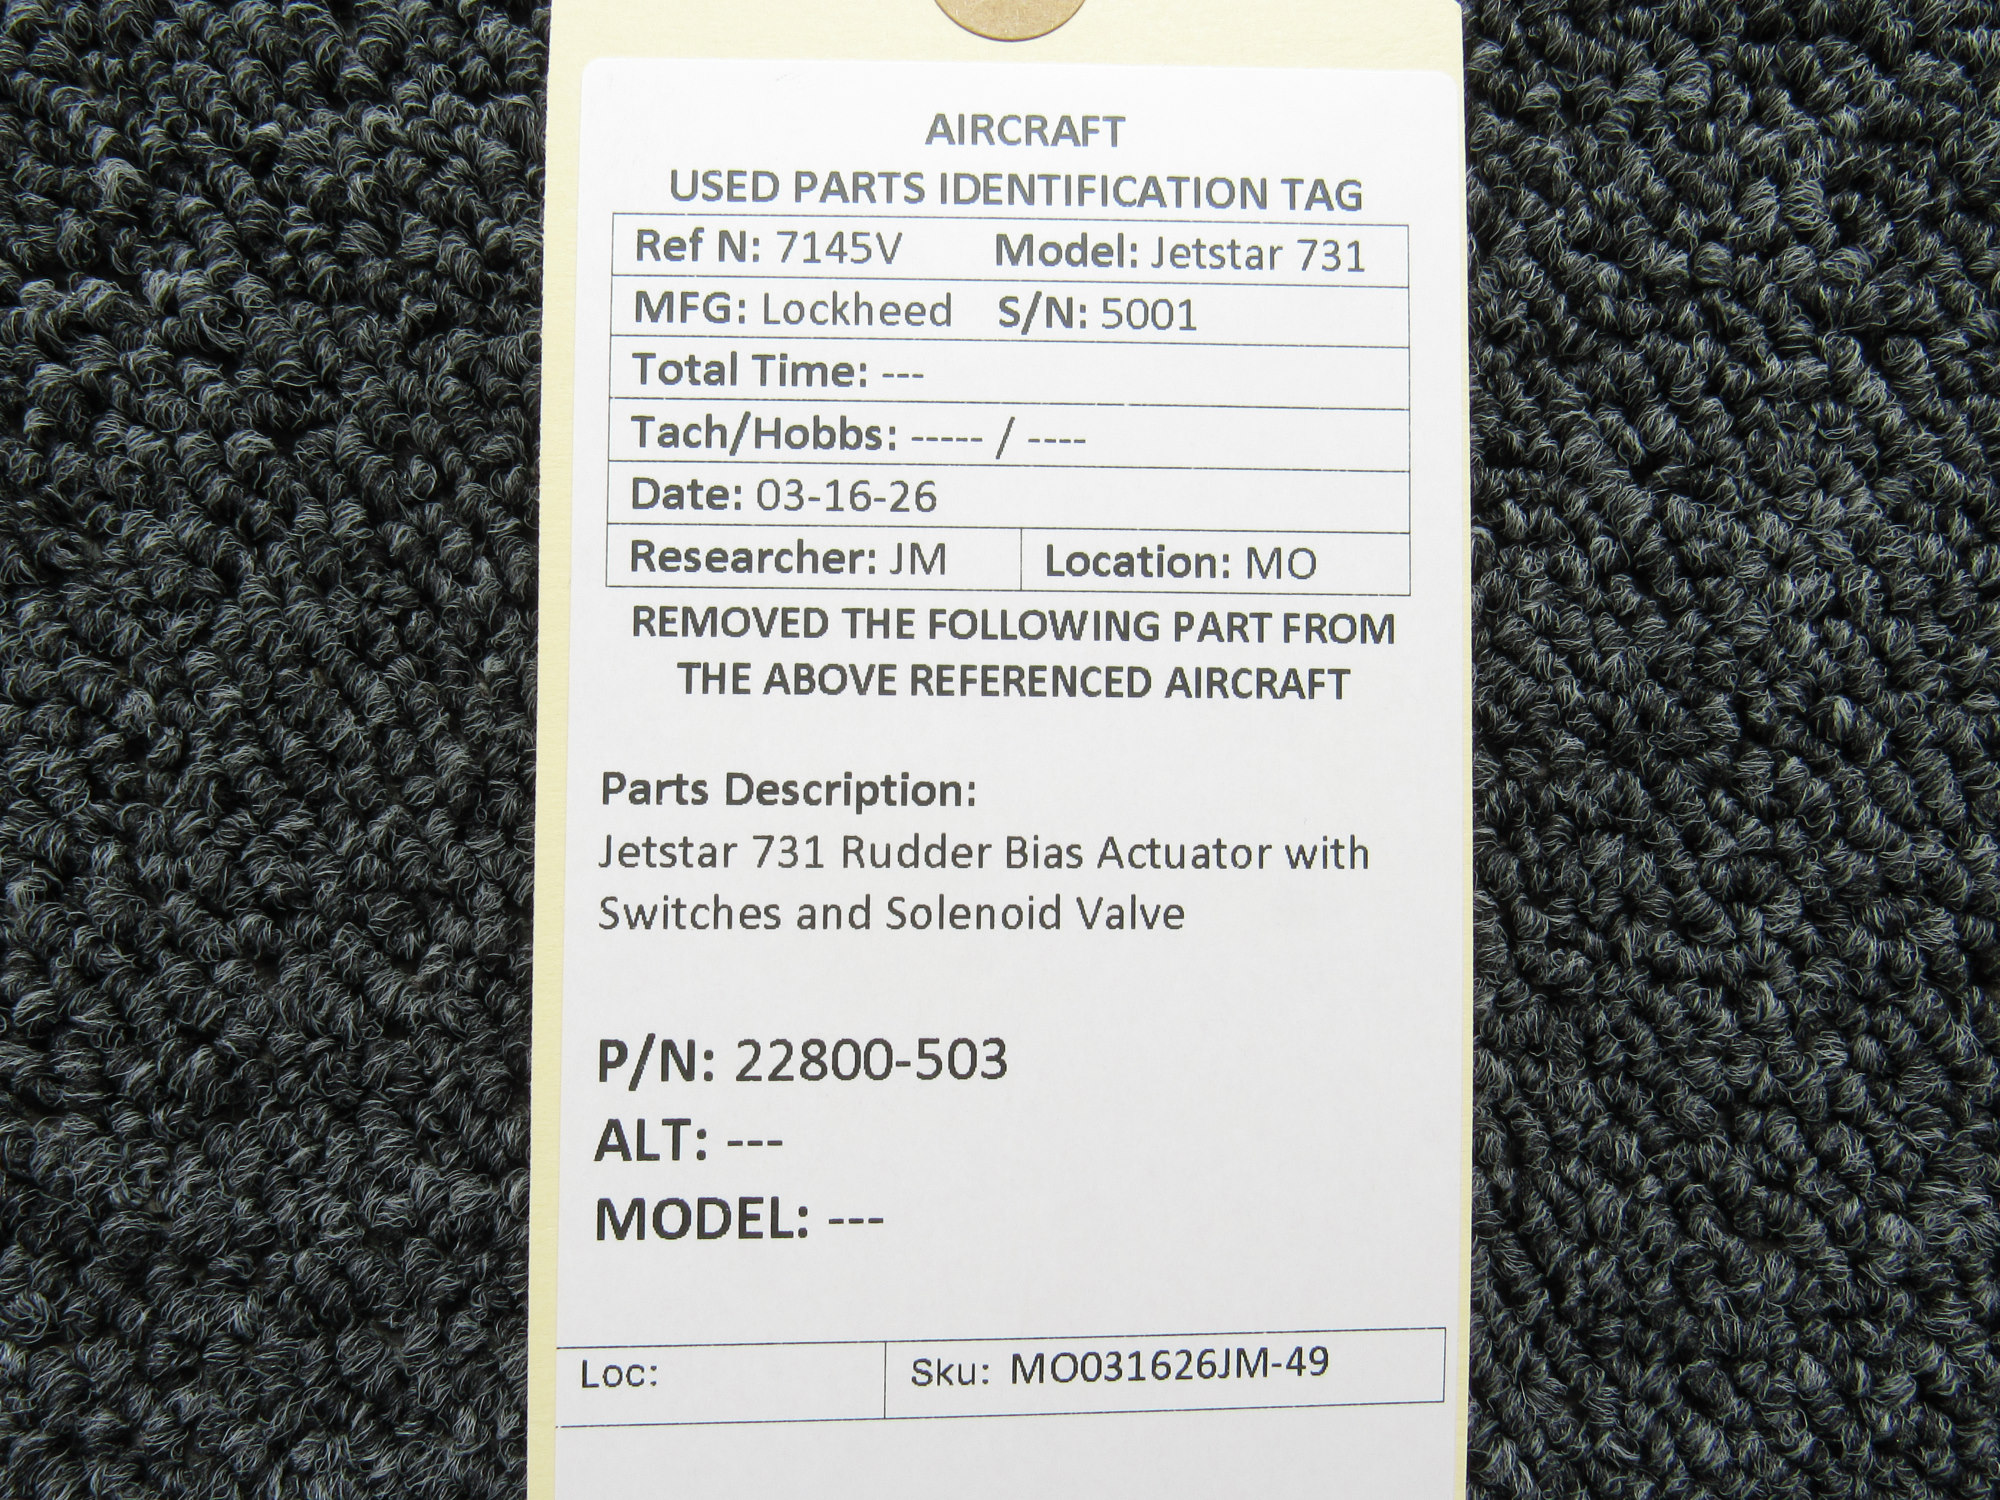 AIRCRAFT
USED PARTS IDENTIFICATION TAG
Ref N: 7145V Model: Jetstar 731
MFG: Lockheed S/N: 5001
Total Time: ---
Tach/Hobbs: ----- / ----
Date: 03-16-26
Researcher: JM Location: MO
REMOVED THE FOLLOWING PART FROM
THE ABOVE REFERENCED AIRCRAFT
Parts Description:
Jetstar 731 Rudder Bias Actuator with
Switches and Solenoid Valve
P/N: 22800-503
ALT: ---
MODEL: ---
Loc: Sku: MO031626JM-49